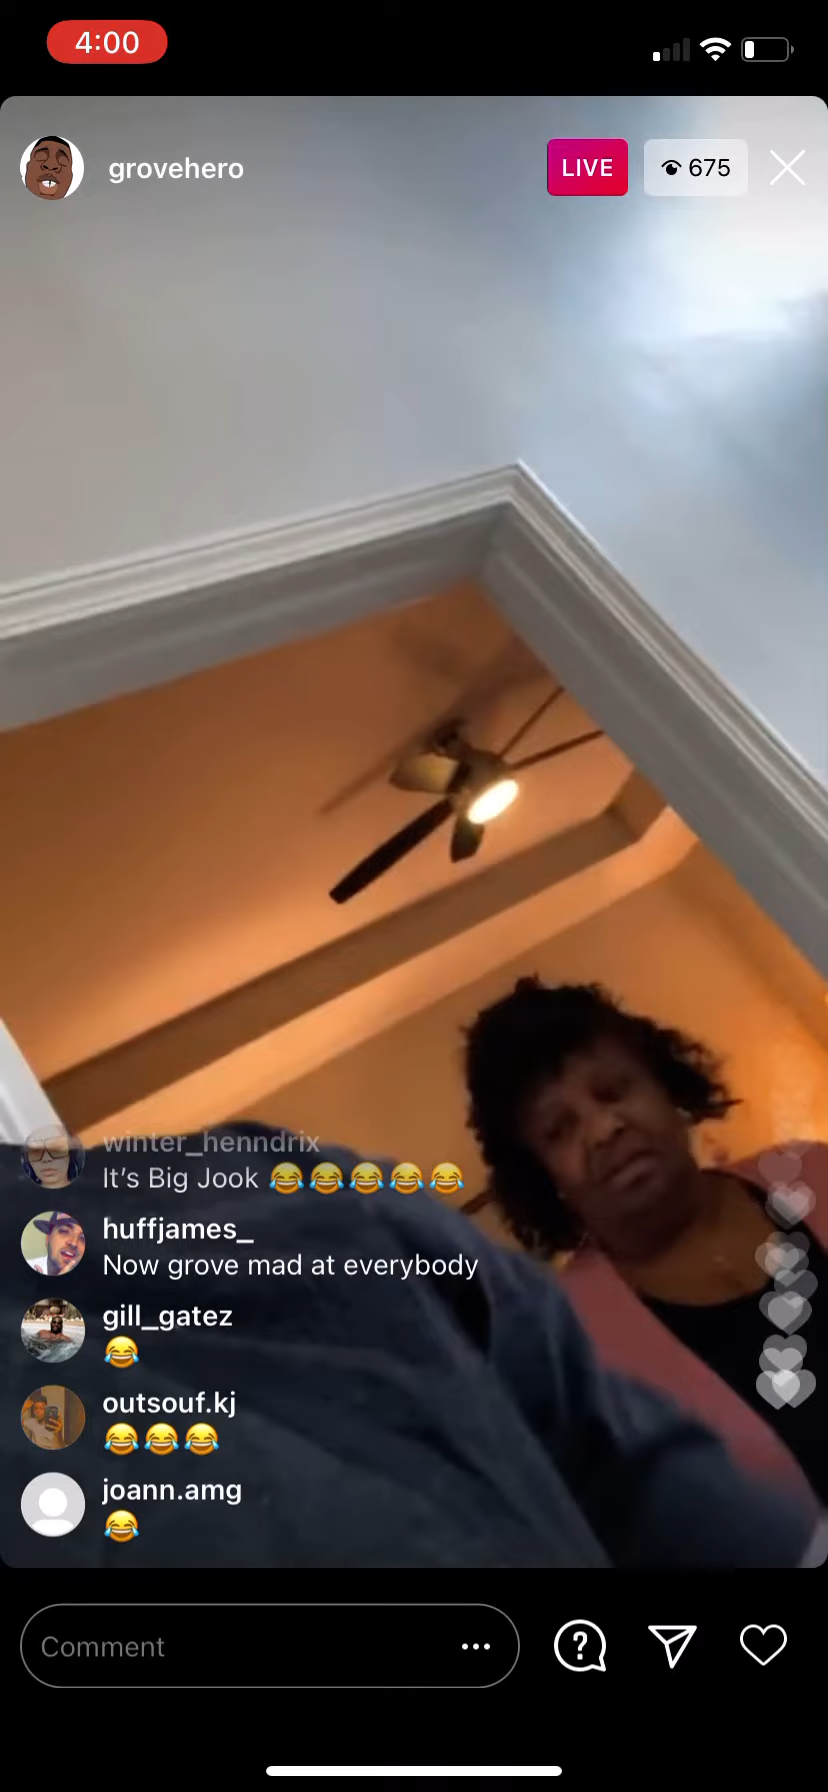 4:00
grovehero
LIVE
675
winter_henndrix
It's Big Jook 😂😂😂😂😂
huffjames_
Now grove mad at everybody
gill_gatez
😂
outsouf.kj
😂😂😂
joann.amg
😂
Comment